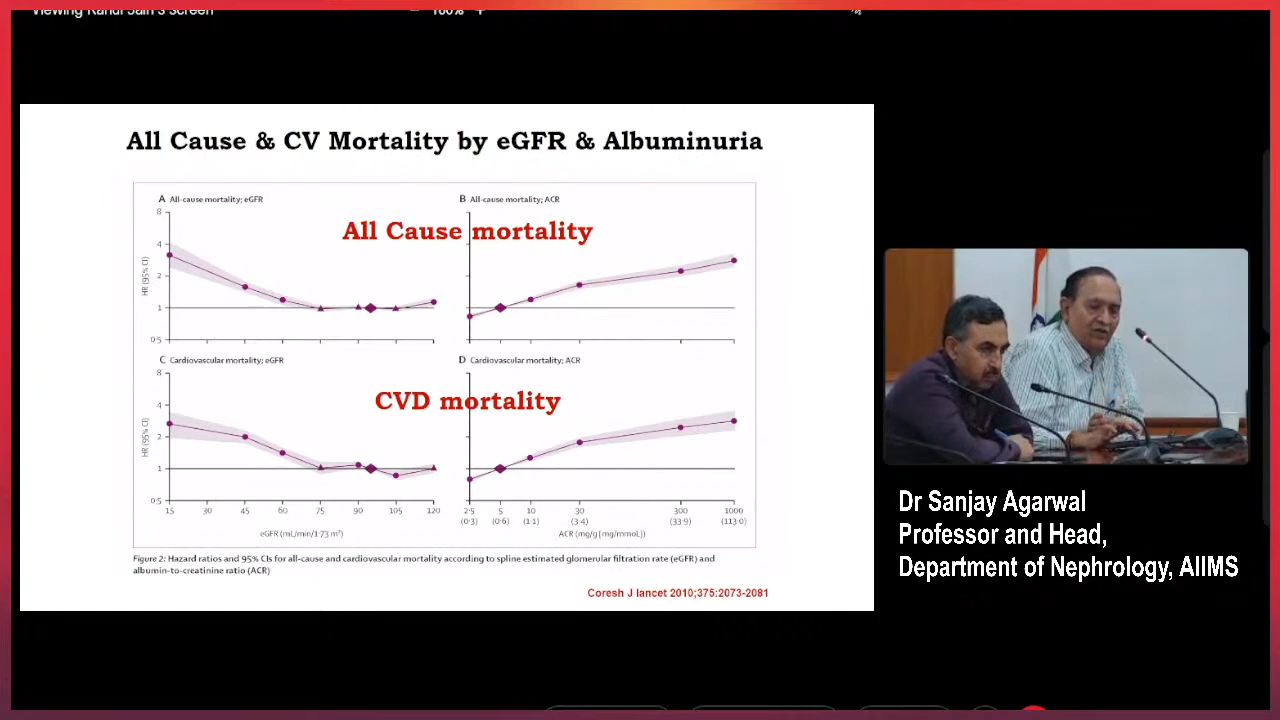 Viewing Randi Jain's screen
100% +
All Cause & CV Mortality by eGFR & Albuminuria
A All-cause mortality; eGFR
B All-cause mortality; ACR
All Cause mortality
8
4
2
1
0·5
HR (95% CI)
C Cardiovascular mortality; eGFR
D Cardiovascular mortality; ACR
CVD mortality
8
4
2
1
0·5
HR (95% CI)
15 30 45 60 75 90 105 120
eGFR (mL/min/1·73 m²)
2·5 5 10 30 300 1000
(0·3) (0·6) (1·1) (3·4) (33·9) (113·0)
ACR (mg/g [mg/mmol])
Figure 2: Hazard ratios and 95% CIs for all-cause and cardiovascular mortality according to spline estimated glomerular filtration rate (eGFR) and
albumin-to-creatinine ratio (ACR)
Coresh J lancet 2010;375:2073-2081
Dr Sanjay Agarwal
Professor and Head,
Department of Nephrology, AIIMS